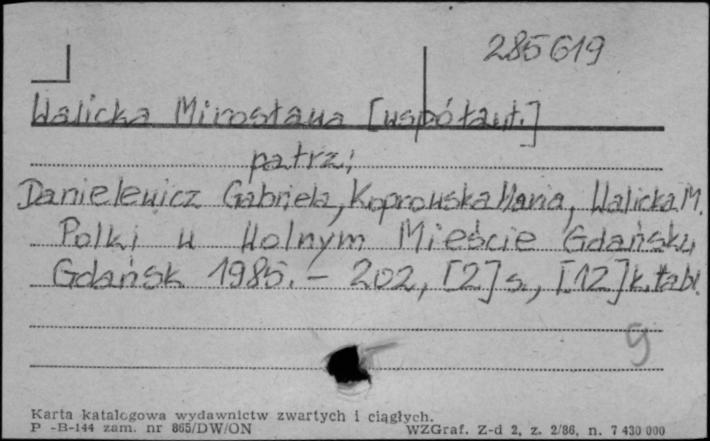 285619
Walicka Mirosława [współaut.]
patrz:
Danielewicz Gabriela, Koprowska Maria, Walicka M.
Polki w Wolnym Mieście Gdańsku,
Gdańsk 1985. – 202, [2] s., [12] k. tabl.
g
Karta katalogowa wydawnictw zwartych i ciągłych.
P -B-144 zam. nr 865/DW/ON WZGraf. Z-d 2, z. 2/86, n. 7 430 000